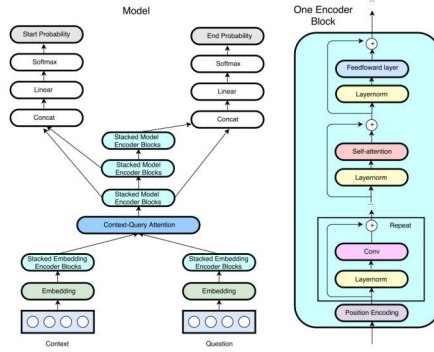 Model
One Encoder
Block
Start Probability
End Probability
Softmax
Softmax
Linear
Linear
Concat
Concat
Stacked Model
Encoder Blocks
Stacked Model
Encoder Blocks
Stacked Model
Encoder Blocks
Context-Query Attention
Stacked Embedding
Encoder Blocks
Stacked Embedding
Encoder Blocks
Embedding
Embedding
Context
Question
...
+
Feedfoward layer
Layernorm
...
+
Self-attention
Layernorm
...
+
Repeat
Conv
Layernorm
Position Encoding